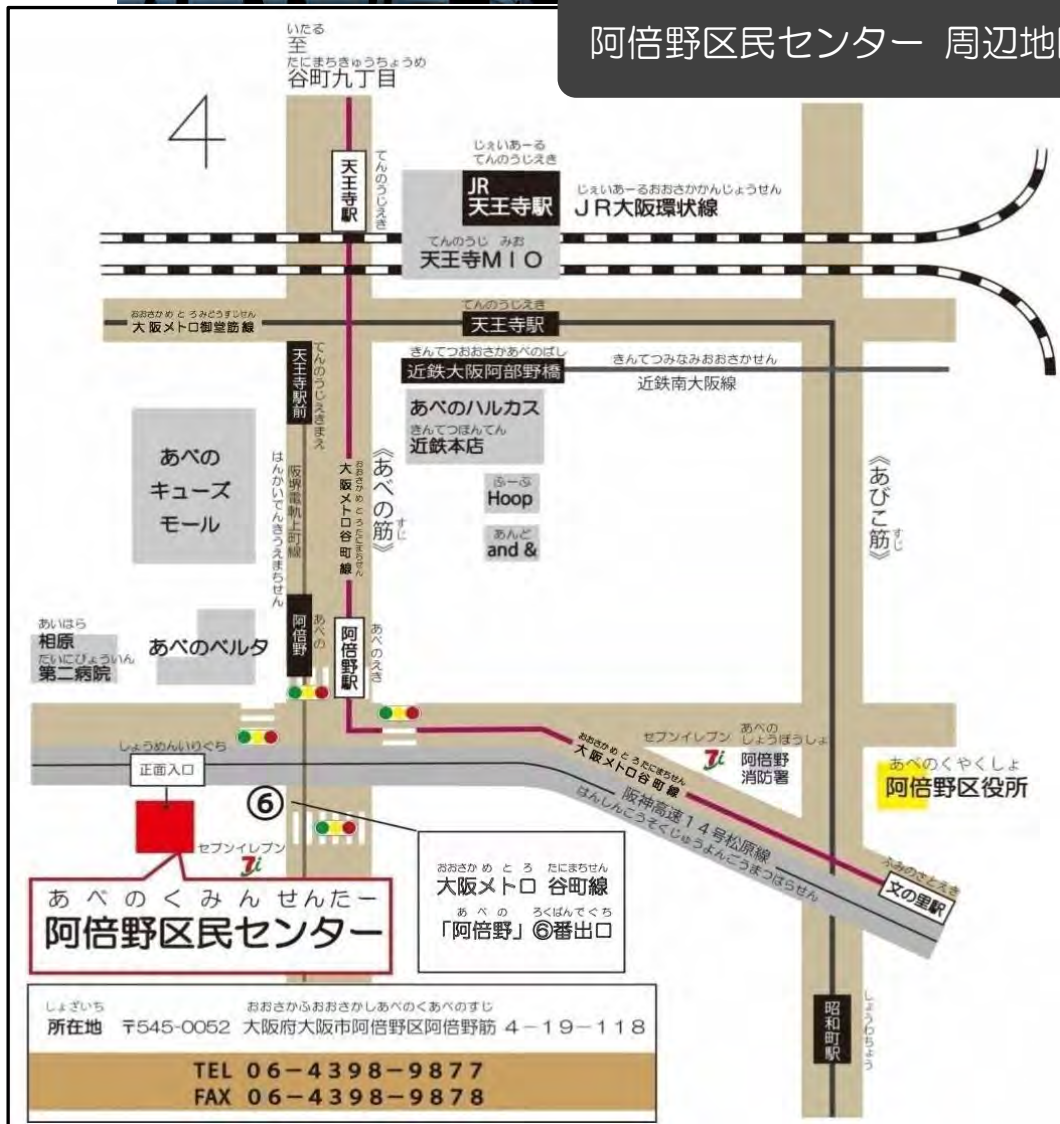 阿倍野区民センター 周辺地
いたる
至
たにまちきゅうちょうめ
谷町九丁目
4
天王寺駅
てんのうじえき
じぇいあーる
てんのうじえき
JR
天王寺駅
じぇいあーるおおさかかんじょうせん
JR大阪環状線
てんのうじ みお
天王寺MIO
おおさかめとろみどうすじせん
大阪メトロ御堂筋線
てんのうじえき
天王寺駅
天王寺駅前
てんのうじえきまえ
きんてつおおさかあべのばし
近鉄大阪阿部野橋
きんてつみなみおおさかせん
近鉄南大阪線
あべのハルカス
きんてつほんてん
近鉄本店
あべの
キューズ
モール
はんかいてんきうえまちせん
阪堺電軌上町線
おおさかめとろたにまちせん
大阪メトロ谷町線
《あべの筋》
すじ
ふーぷ
Hoop
あんど
and &
《あびこ筋》
すじ
あいはら
相原
だいにびょういん
第二病院
あべのベルタ
阿倍野
あべの
阿倍野駅
あべのえき
しょうめんいりぐち
正面入口
おおさかめとろたにまちせん
大阪メトロ谷町線
セブンイレブン
あべの
しょうぼうしょ
阿倍野
消防署
あべのくやくしょ
阿倍野区役所
阪神高速14号松原線
はんしんこうそくじゅうよんごうまつばらせん
ふみのさとえき
文の里駅
⑥
セブンイレブン
あべのくみんせんたー
阿倍野区民センター
おおさかめとろ たにまちせん
大阪メトロ 谷町線
あべの ろくばんでぐち
「阿倍野」⑥番出口
昭和町駅
しょうわちょう
しょざいち おおさかふおおさかしあべのくあべのすじ
所在地 〒545-0052 大阪府大阪市阿倍野区阿倍野筋 4-19-118
TEL 06-4398-9877
FAX 06-4398-9878